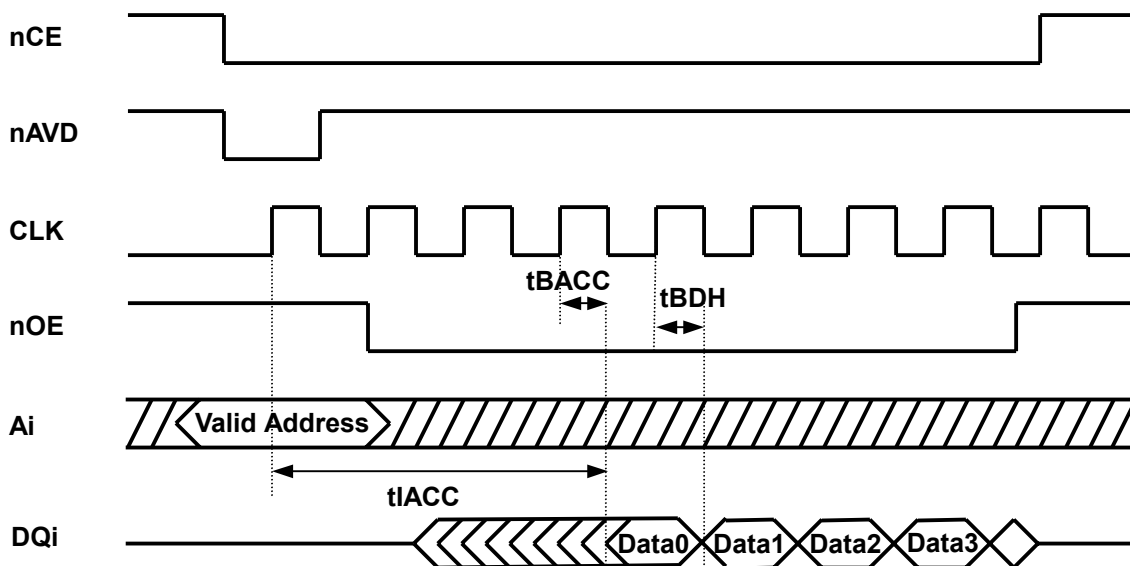 nCE
nAVD
CLK
tBACC
tBDH
nOE
Valid Address
Ai
tIACC
DQi
Data0 Data1 Data2 Data3